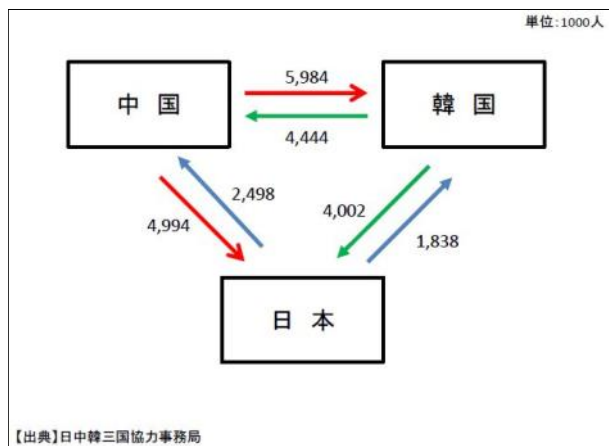 単位:1000人
5,984
中 国
韓 国
4,444
2,498
4,002
4,994
1,838
日 本
【出典】日中韓三国協力事務局